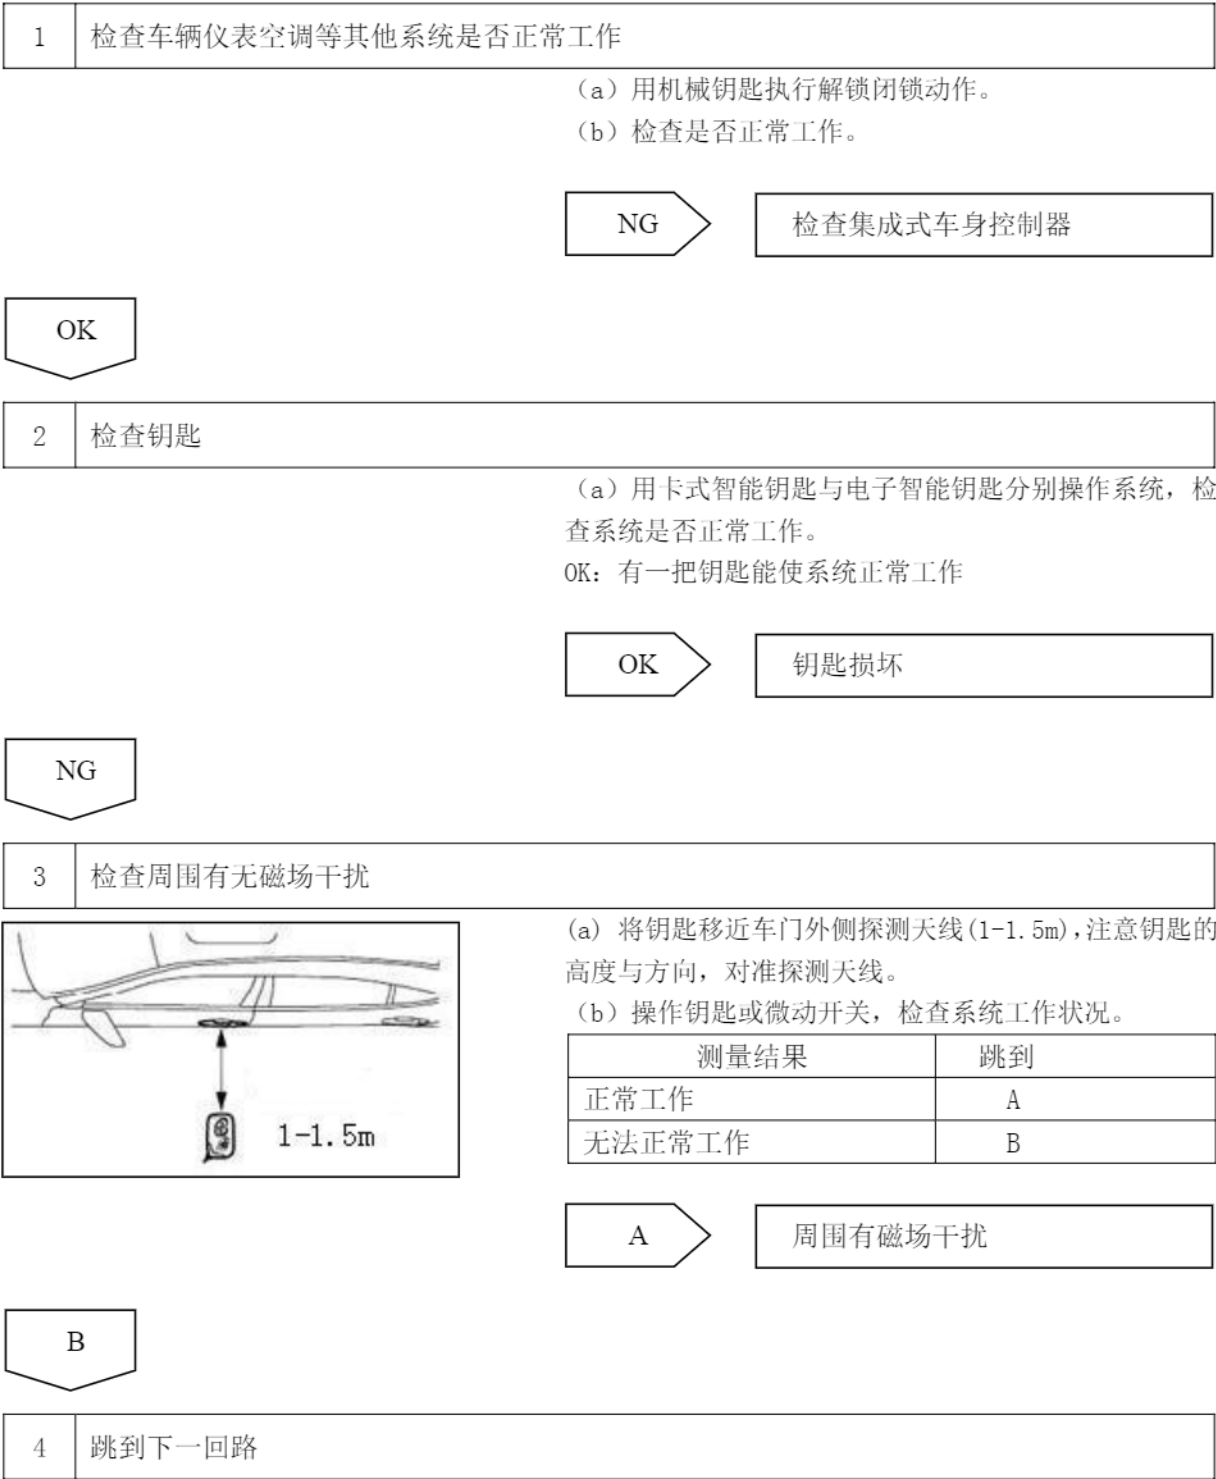 1 检查车辆仪表空调等其他系统是否正常工作
（a）用机械钥匙执行解锁闭锁动作。
（b）检查是否正常工作。
NG 检查集成式车身控制器
OK
2 检查钥匙
（a）用卡式智能钥匙与电子智能钥匙分别操作系统，检
查系统是否正常工作。
OK：有一把钥匙能使系统正常工作
OK 钥匙损坏
NG
3 检查周围有无磁场干扰
(a) 将钥匙移近车门外侧探测天线(1-1.5m),注意钥匙的
高度与方向，对准探测天线。
（b）操作钥匙或微动开关，检查系统工作状况。
测量结果 跳到
正常工作 A
无法正常工作 B
1-1.5m
A 周围有磁场干扰
B
4 跳到下一回路